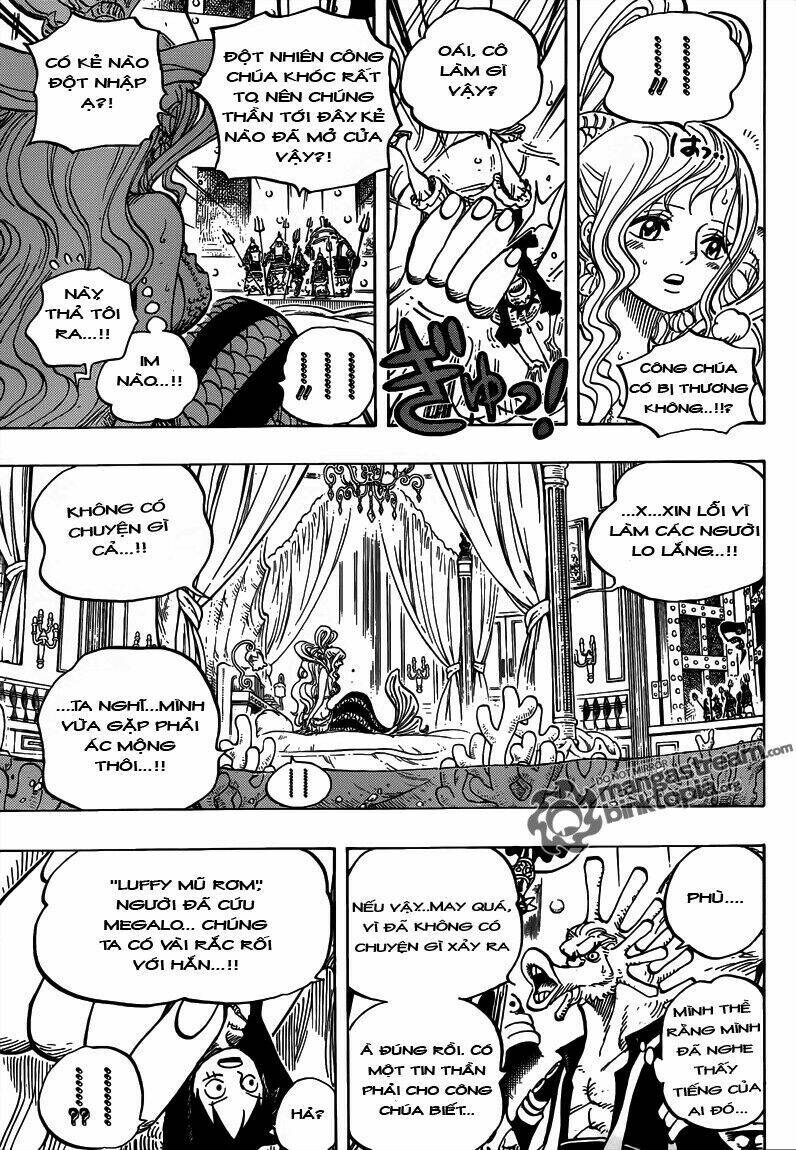 !! !!
はっ…
CÔNG CHÚA
CÓ BỊ THƯƠNG
KHÔNG..!!?
OÁI, CÔ
LÀM GÌ
VẬY?
ぎゅっ!
ĐỘT NHIÊN CÔNG
CHÚA KHÓC RẤT
TO, NÊN CHÚNG
THẦN TỚI ĐÂY. KẺ
NÀO ĐÃ MỞ CỬA
VẬY?!
CÓ KẺ NÀO
ĐỘT NHẬP
Ạ?!
NÀY,
THẢ TÔI
RA...!!
IM
NÀO...!!
!! !!
...X...XIN LỖI VÌ
LÀM CÁC NGƯỜI
LO LẮNG..!!
KHÔNG CÓ
CHUYỆN GÌ
CẢ...!!
...TA NGHĨ...MÌNH
VỪA GẶP PHẢI
ÁC MỘNG
THÔI...!!
!!
DO NOT MIRROR
mangastream.com
binktopia.org
PHÙ....
MÌNH THỀ
RẰNG MÌNH
ĐÃ NGHE
THẤY
TIẾNG CỦA
AI ĐÓ...
NẾU VẬY...MAY QUÁ,
VÌ ĐÃ KHÔNG CÓ
CHUYỆN GÌ XẢY RA
À ĐÚNG RỒI. CÓ
MỘT TIN THẦN
PHẢI CHO CÔNG
CHÚA BIẾT...
"LUFFY MŨ RƠM",
NGƯỜI ĐÃ CỨU
MEGALO... CHÚNG
TA CÓ VÀI RẮC RỐI
VỚI HẮN...!!
HẢ?
??